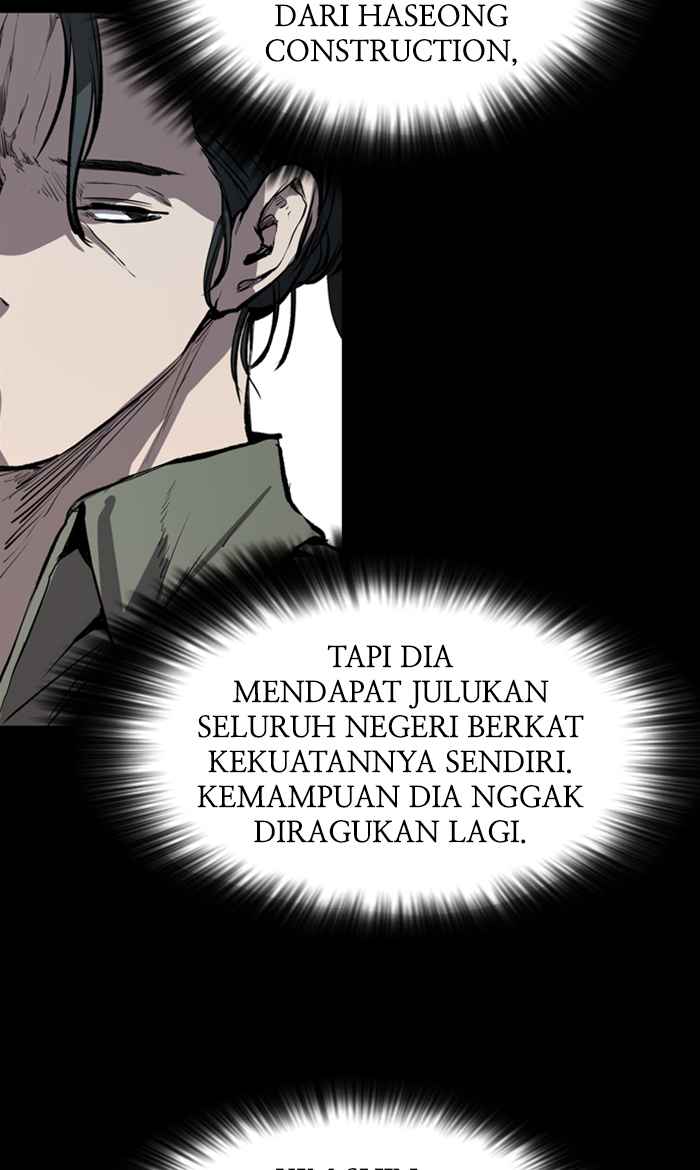 DARI HASEONG
CONSTRUCTION,
TAPI DIA
MENDAPAT JULUKAN
SELURUH NEGERI BERKAT
KEKUATANNYA SENDIRI.
KEMAMPUAN DIA NGGAK
DIRAGUKAN LAGI.